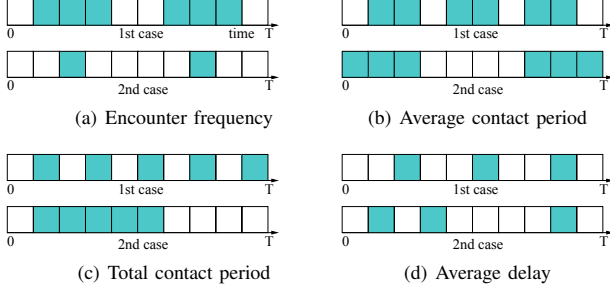 0 1st case time T 0 1st case T
0 2nd case T 0 2nd case T
(a) Encounter frequency (b) Average contact period
0 1st case T 0 1st case T
0 2nd case T 0 2nd case T
(c) Total contact period (d) Average delay